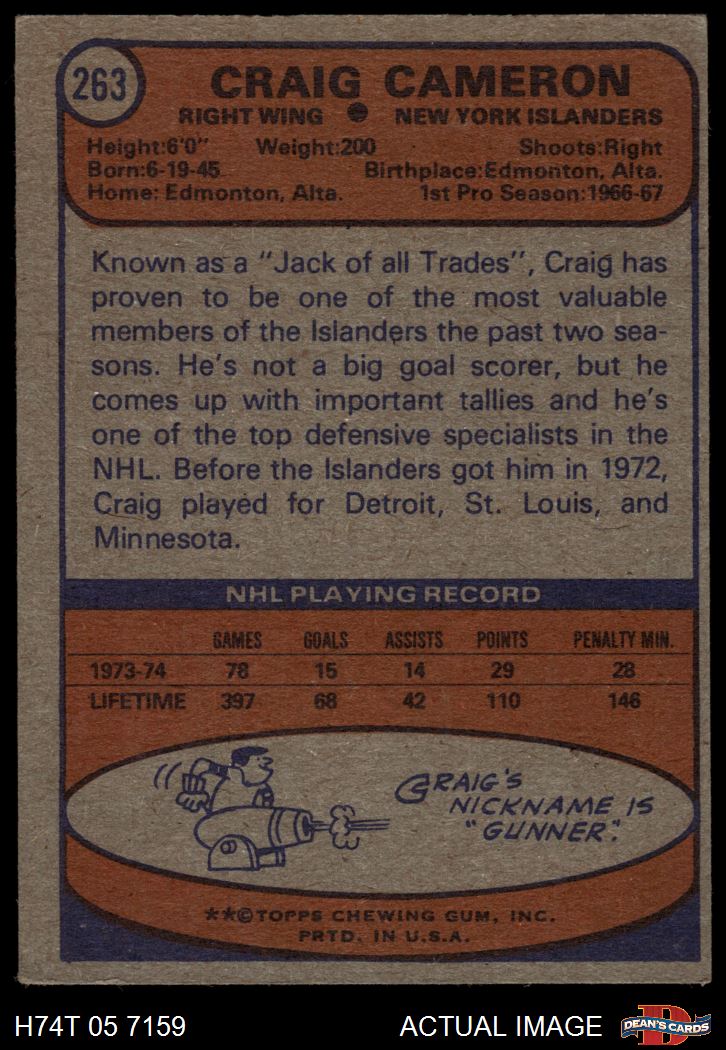 263
CRAIG CAMERON
RIGHT WING ● NEW YORK ISLANDERS
Height:6'0" Weight:200 Shoots:Right
Born:6-19-45 Birthplace:Edmonton, Alta.
Home: Edmonton, Alta. 1st Pro Season:1966-67
Known as a "Jack of all Trades", Craig has
proven to be one of the most valuable
members of the Islanders the past two sea-
sons. He's not a big goal scorer, but he
comes up with important tallies and he's
one of the top defensive specialists in the
NHL. Before the Islanders got him in 1972,
Craig played for Detroit, St. Louis, and
Minnesota.
NHL PLAYING RECORD
GAMES GOALS ASSISTS POINTS PENALTY MIN.
1973-74 78 15 14 29 28
LIFETIME 397 68 42 110 146
CRAIG'S
NICKNAME IS
"GUNNER".
**©TOPPS CHEWING GUM, INC.
PRTD. IN U.S.A.
H74T 05 7159 ACTUAL IMAGE D DEAN'S CARDS